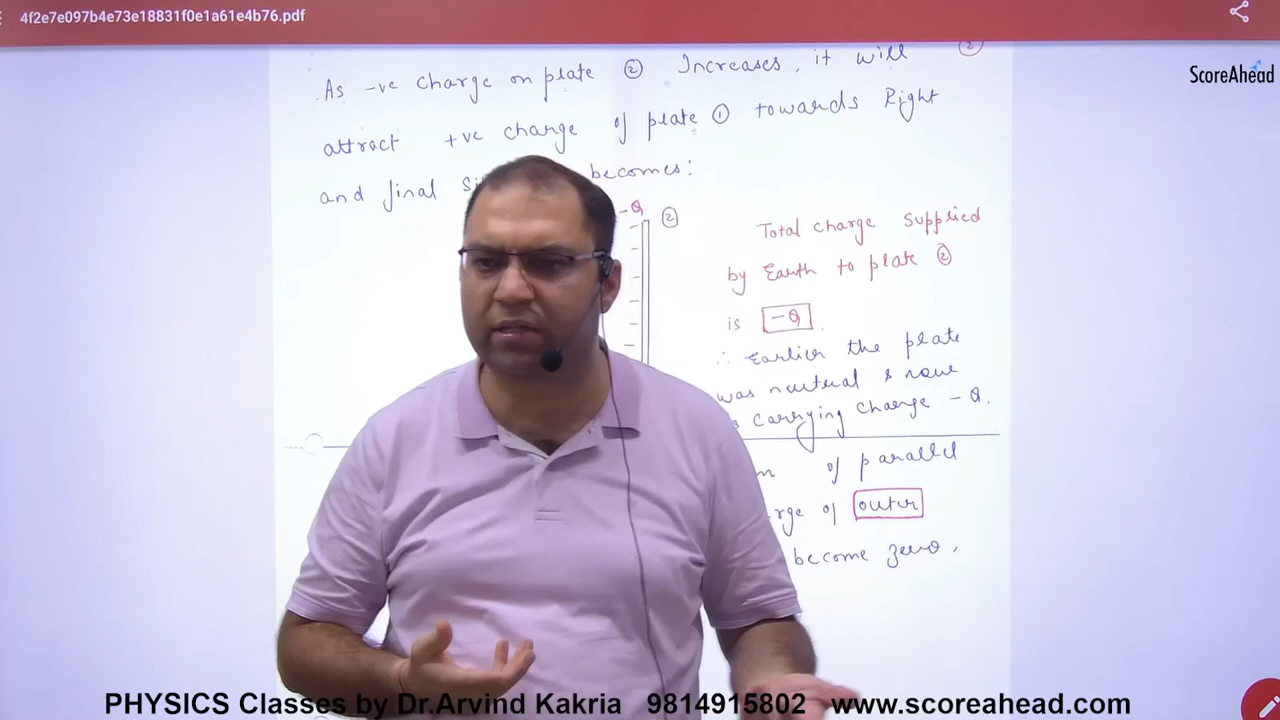 4f2e7e097b4e73e18831f0e1a61e4b76.pdf
ScoreAhead
As -ve charge on plate ② Increases, it will ②
attract +ve charge of plate ① towards Right
and final becomes:
-Q ②
Total charge supplied
by Earth to plate ②
is -Q.
∴ Earlier the plate
was neutral & now
carrying charge -Q.
of parallel
of outer
become zero,
PHYSICS Classes by Dr.Arvind Kakria 9814915802 www.scoreahead.com